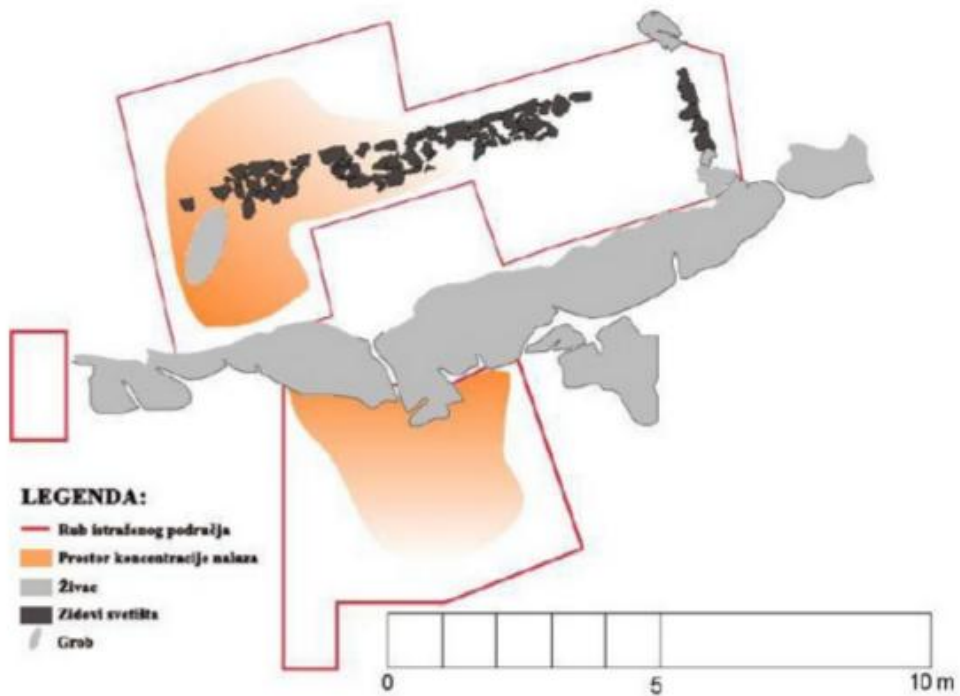 LEGENDA:
Rub istraženog područja
Prostor koncentracije nalaza
Živac
Zidovi svetišta
Grob
0 5 10 m